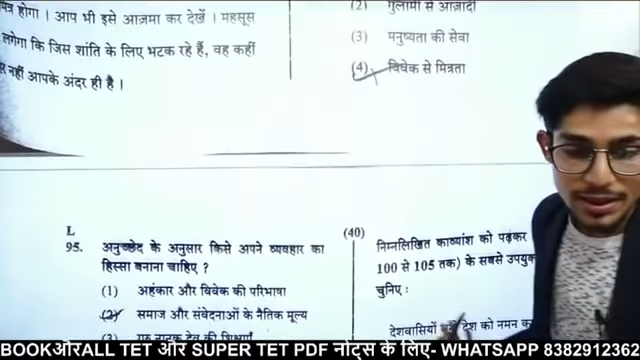 मित्र होगा । आप भी इसे आज़मा कर देखें । महसूस
लगेगा कि जिस शांति के लिए भटक रहे हैं, वह कहीं
नहीं आपके अंदर ही है ।
(2) गुलामी से आज़ादी
(3) मनुष्यता की सेवा
(4) विवेक से मित्रता
L
95. अनुच्छेद के अनुसार किसे अपने व्यवहार का
हिस्सा बनाना चाहिए ?
(1) अहंकार और विवेक की परिभाषा
(2) समाज और संवेदनाओं के नैतिक मूल्य
(3)
(40)
निम्नलिखित काव्यांश को पढ़कर
100 से 105 तक) के सबसे उपयुक्त
चुनिए :
देशवासियों देश को नमन
BOOKऔरALL TET और SUPER TET PDF नोट्स के लिए- WHATSAPP 8382912362